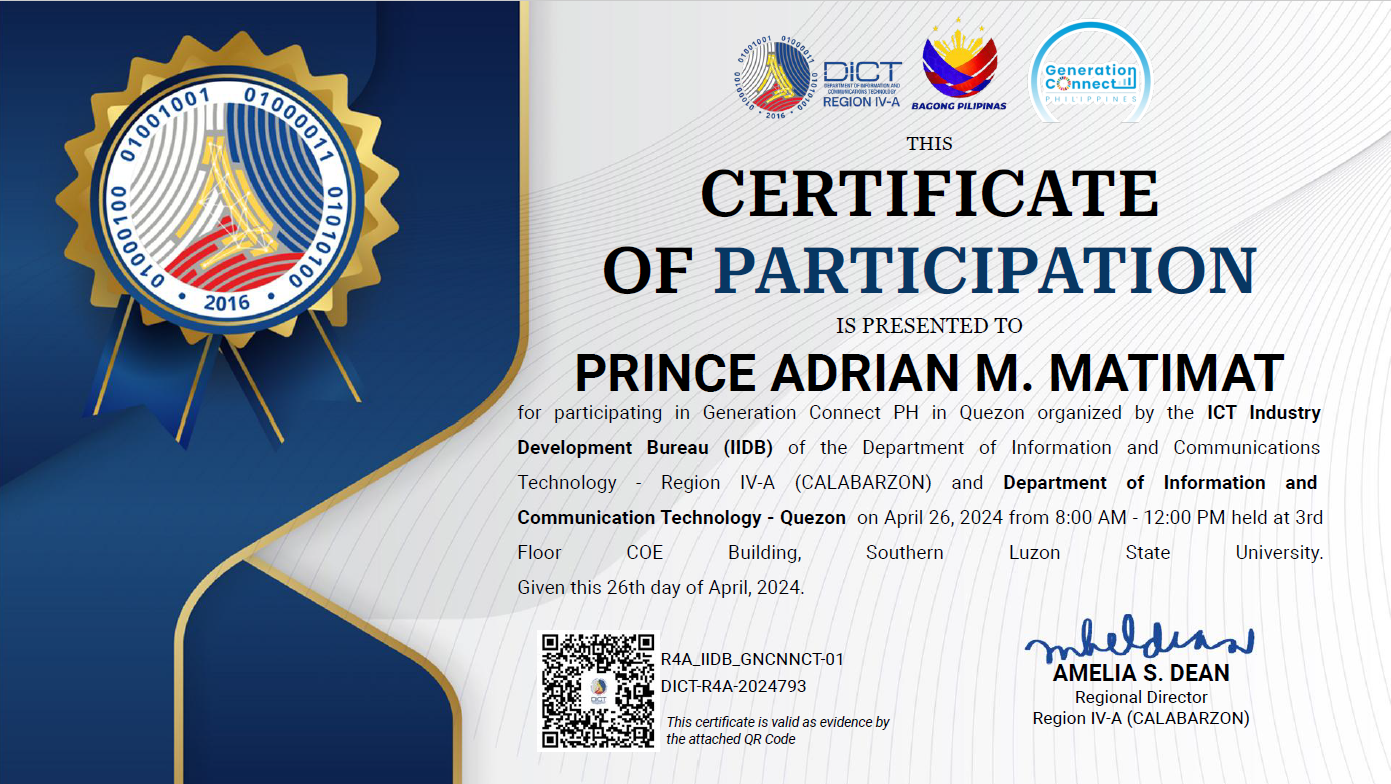 01001001 01000011 01010100 01000100
• 2016 •
01001001 01000011 01010100 01000100
• 2016 •
DICT
DEPARTMENT OF INFORMATION AND
COMMUNICATIONS TECHNOLOGY
REGION IV-A
BAGONG PILIPINAS
Generation
Connect
PHILIPPINES
THIS
CERTIFICATE
OF PARTICIPATION
IS PRESENTED TO
PRINCE ADRIAN M. MATIMAT
for participating in Generation Connect PH in Quezon organized by the ICT Industry
Development Bureau (IIDB) of the Department of Information and Communications
Technology - Region IV-A (CALABARZON) and Department of Information and
Communication Technology - Quezon on April 26, 2024 from 8:00 AM - 12:00 PM held at 3rd
Floor COE Building, Southern Luzon State University.
Given this 26th day of April, 2024.
R4A_IIDB_GNCNNCT-01
DICT-R4A-2024793
This certificate is valid as evidence by
the attached QR Code
DICT
AMELIA S. DEAN
Regional Director
Region IV-A (CALABARZON)